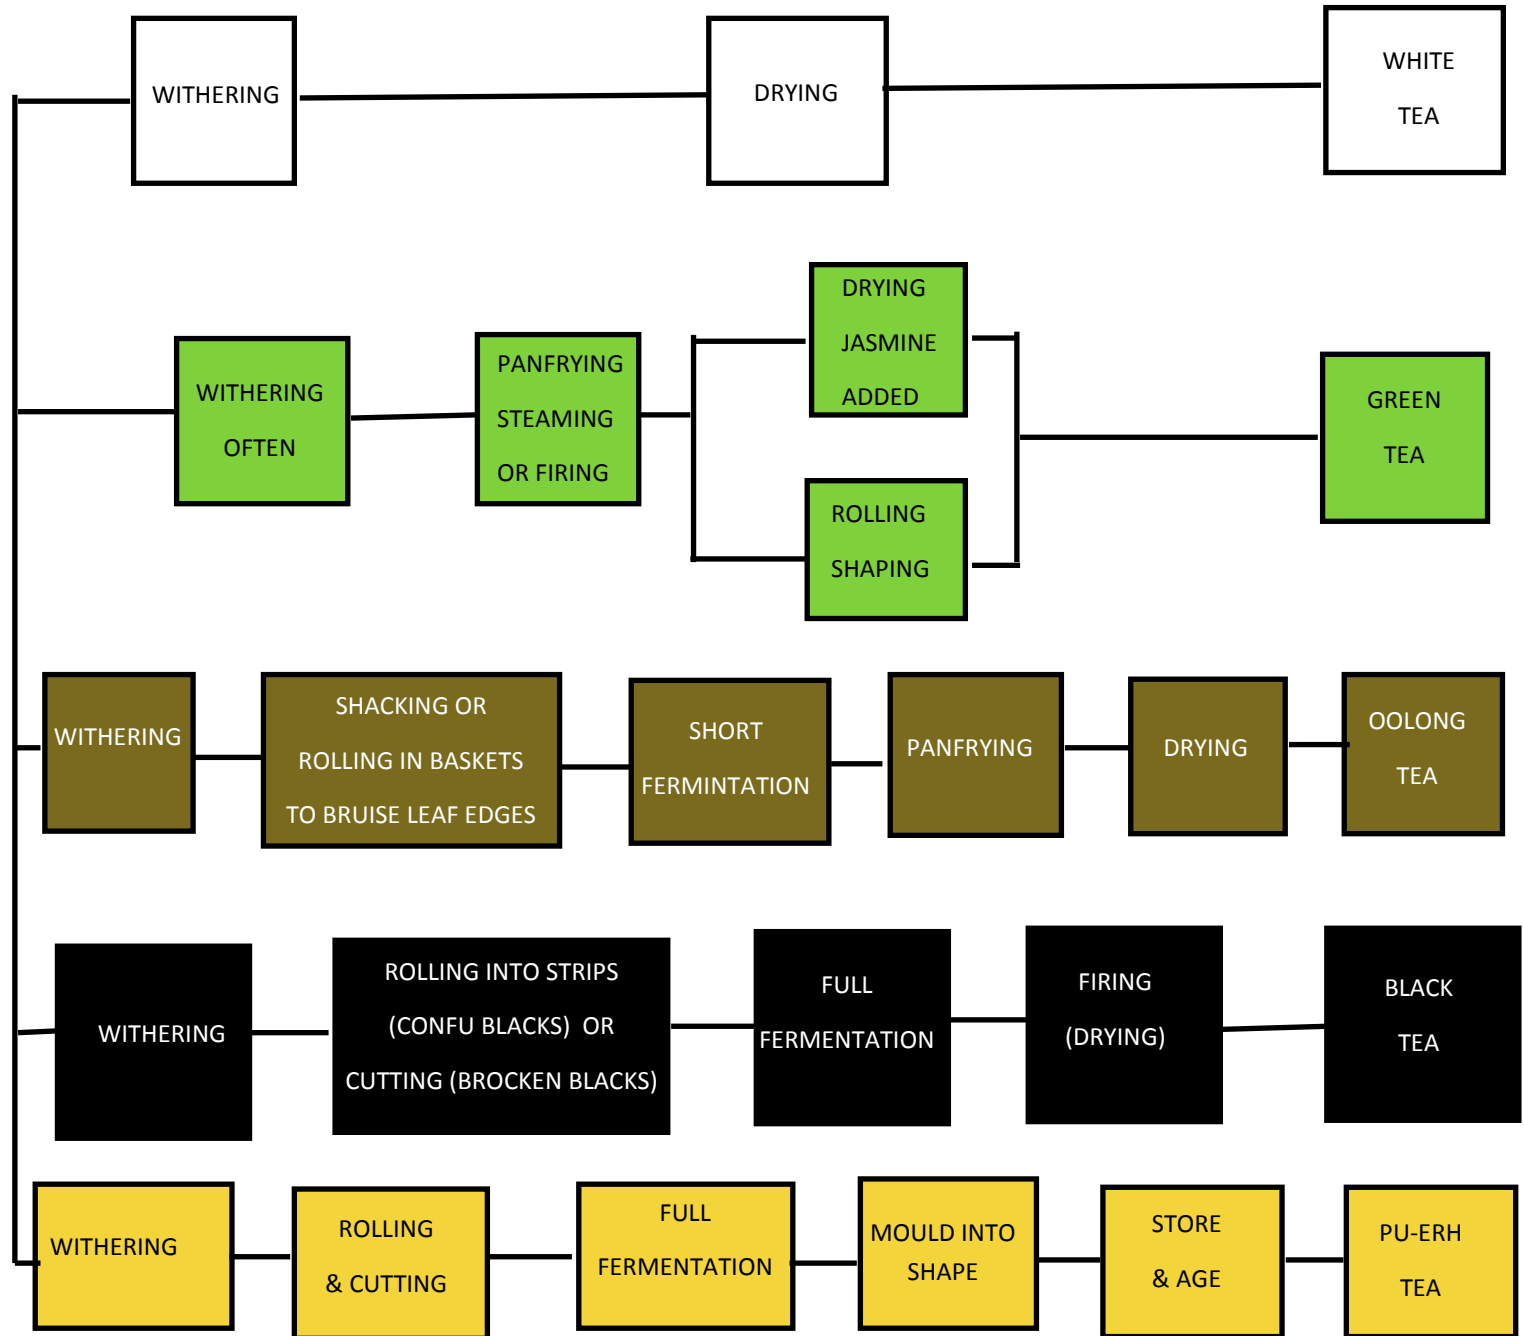 WITHERING
DRYING
WHITE
TEA
WITHERING
OFTEN
PANFRYING
STEAMING
OR FIRING
DRYING
JASMINE
ADDED
ROLLING
SHAPING
GREEN
TEA
WITHERING
SHACKING OR
ROLLING IN BASKETS
TO BRUISE LEAF EDGES
SHORT
FERMINTATION
PANFRYING
DRYING
OOLONG
TEA
WITHERING
ROLLING INTO STRIPS
(CONFU BLACKS) OR
CUTTING (BROCKEN BLACKS)
FULL
FERMENTATION
FIRING
(DRYING)
BLACK
TEA
WITHERING
ROLLING
& CUTTING
FULL
FERMENTATION
MOULD INTO
SHAPE
STORE
& AGE
PU-ERH
TEA